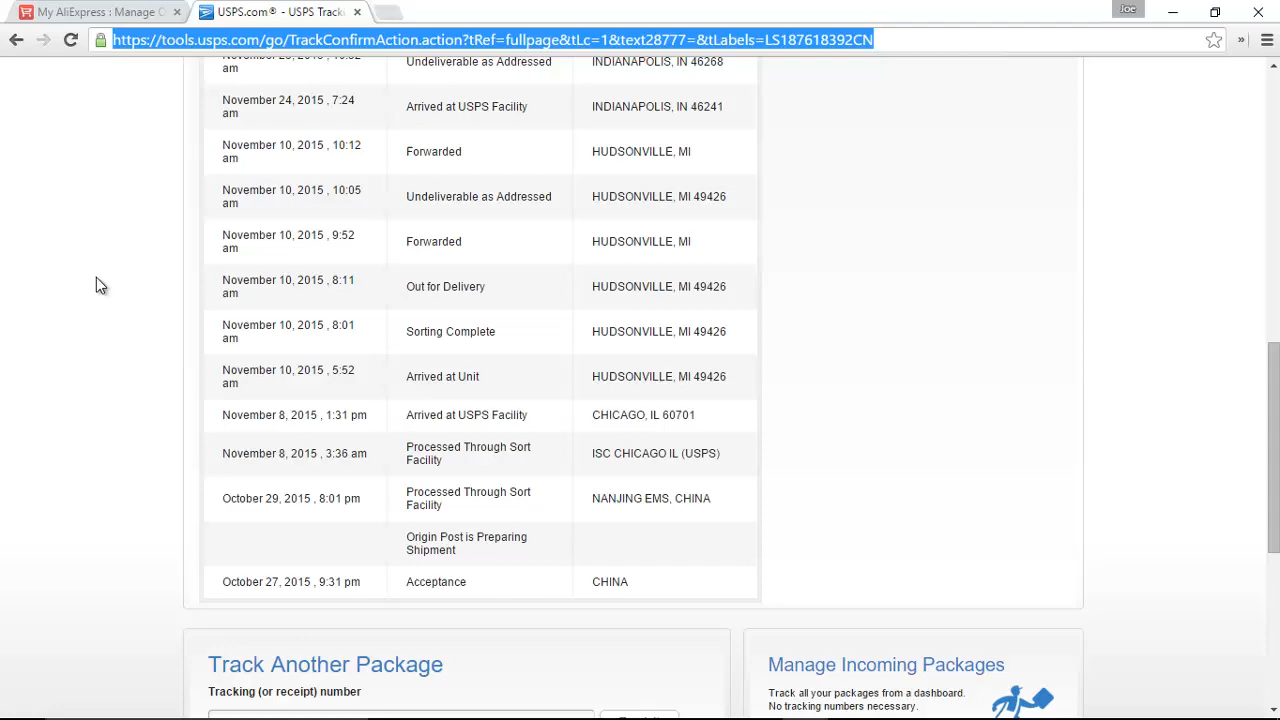 My AliExpress : Manage O
USPS.com® - USPS Track
Joe
https://tools.usps.com/go/TrackConfirmAction.action?tRef=fullpage&tLc=1&text28777=&tLabels=LS187618392CN
am Undeliverable as Addressed INDIANAPOLIS, IN 46268
November 24, 2015 , 7:24
am Arrived at USPS Facility INDIANAPOLIS, IN 46241
November 10, 2015 , 10:12
am Forwarded HUDSONVILLE, MI
November 10, 2015 , 10:05
am Undeliverable as Addressed HUDSONVILLE, MI 49426
November 10, 2015 , 9:52
am Forwarded HUDSONVILLE, MI
November 10, 2015 , 8:11
am Out for Delivery HUDSONVILLE, MI 49426
November 10, 2015 , 8:01
am Sorting Complete HUDSONVILLE, MI 49426
November 10, 2015 , 5:52
am Arrived at Unit HUDSONVILLE, MI 49426
November 8, 2015 , 1:31 pm Arrived at USPS Facility CHICAGO, IL 60701
November 8, 2015 , 3:36 am Processed Through Sort
Facility ISC CHICAGO IL (USPS)
October 29, 2015 , 8:01 pm Processed Through Sort
Facility NANJING EMS, CHINA
Origin Post is Preparing
Shipment
October 27, 2015 , 9:31 pm Acceptance CHINA
Track Another Package
Tracking (or receipt) number
Manage Incoming Packages
Track all your packages from a dashboard.
No tracking numbers necessary.